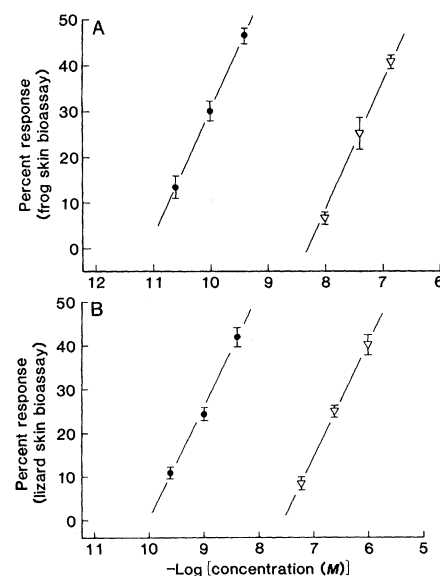 A
50
40
30
20
10
0
Percent response
(frog skin bioassay)
12 11 10 9 8 7 6
B
50
40
30
20
10
0
Percent response
(lizard skin bioassay)
11 10 9 8 7 6 5
–Log [concentration (M)]